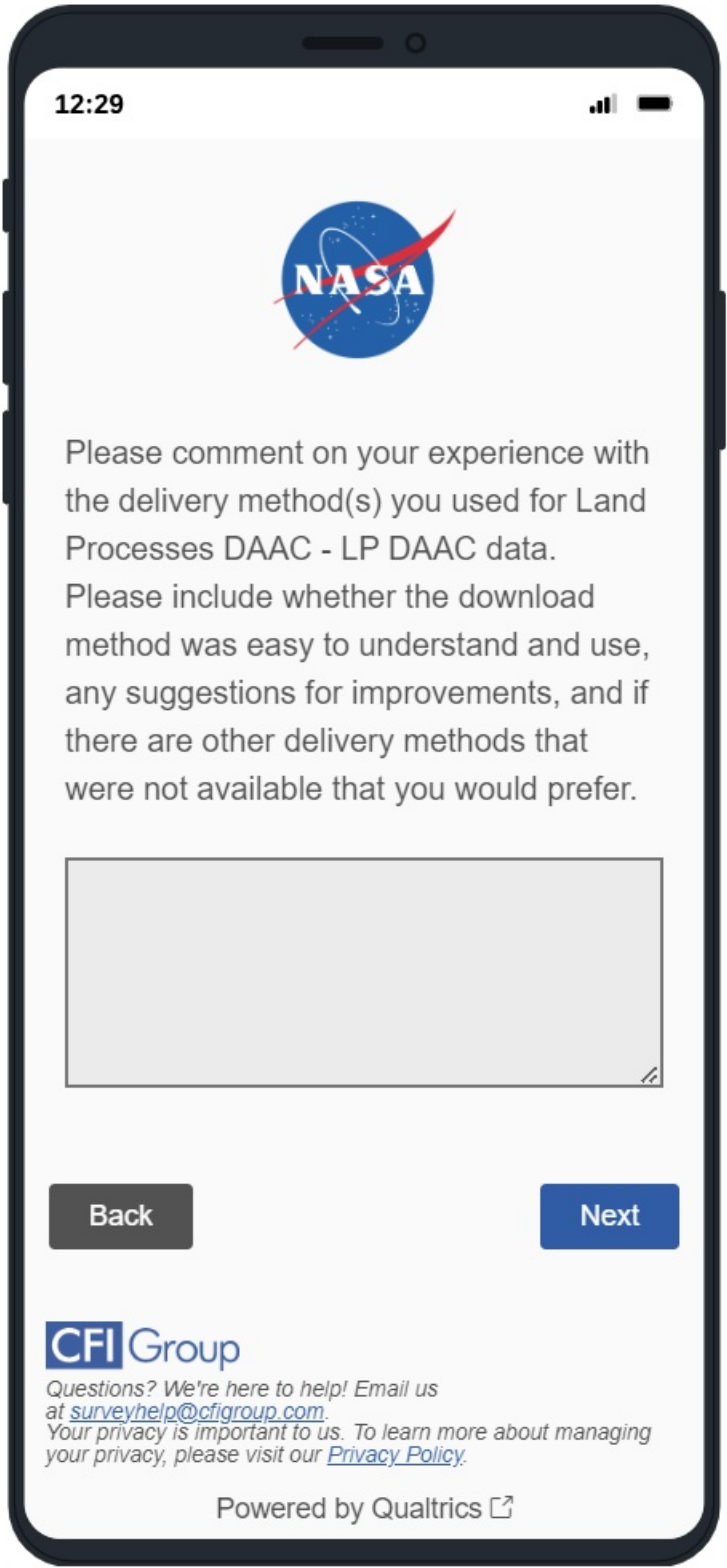 12:29
NASA
Please comment on your experience with
the delivery method(s) you used for Land
Processes DAAC - LP DAAC data.
Please include whether the download
method was easy to understand and use,
any suggestions for improvements, and if
there are other delivery methods that
were not available that you would prefer.
Back
Next
CFI Group
Questions? We're here to help! Email us
at surveyhelp@cfigroup.com.
Your privacy is important to us. To learn more about managing
your privacy, please visit our Privacy Policy.
Powered by Qualtrics